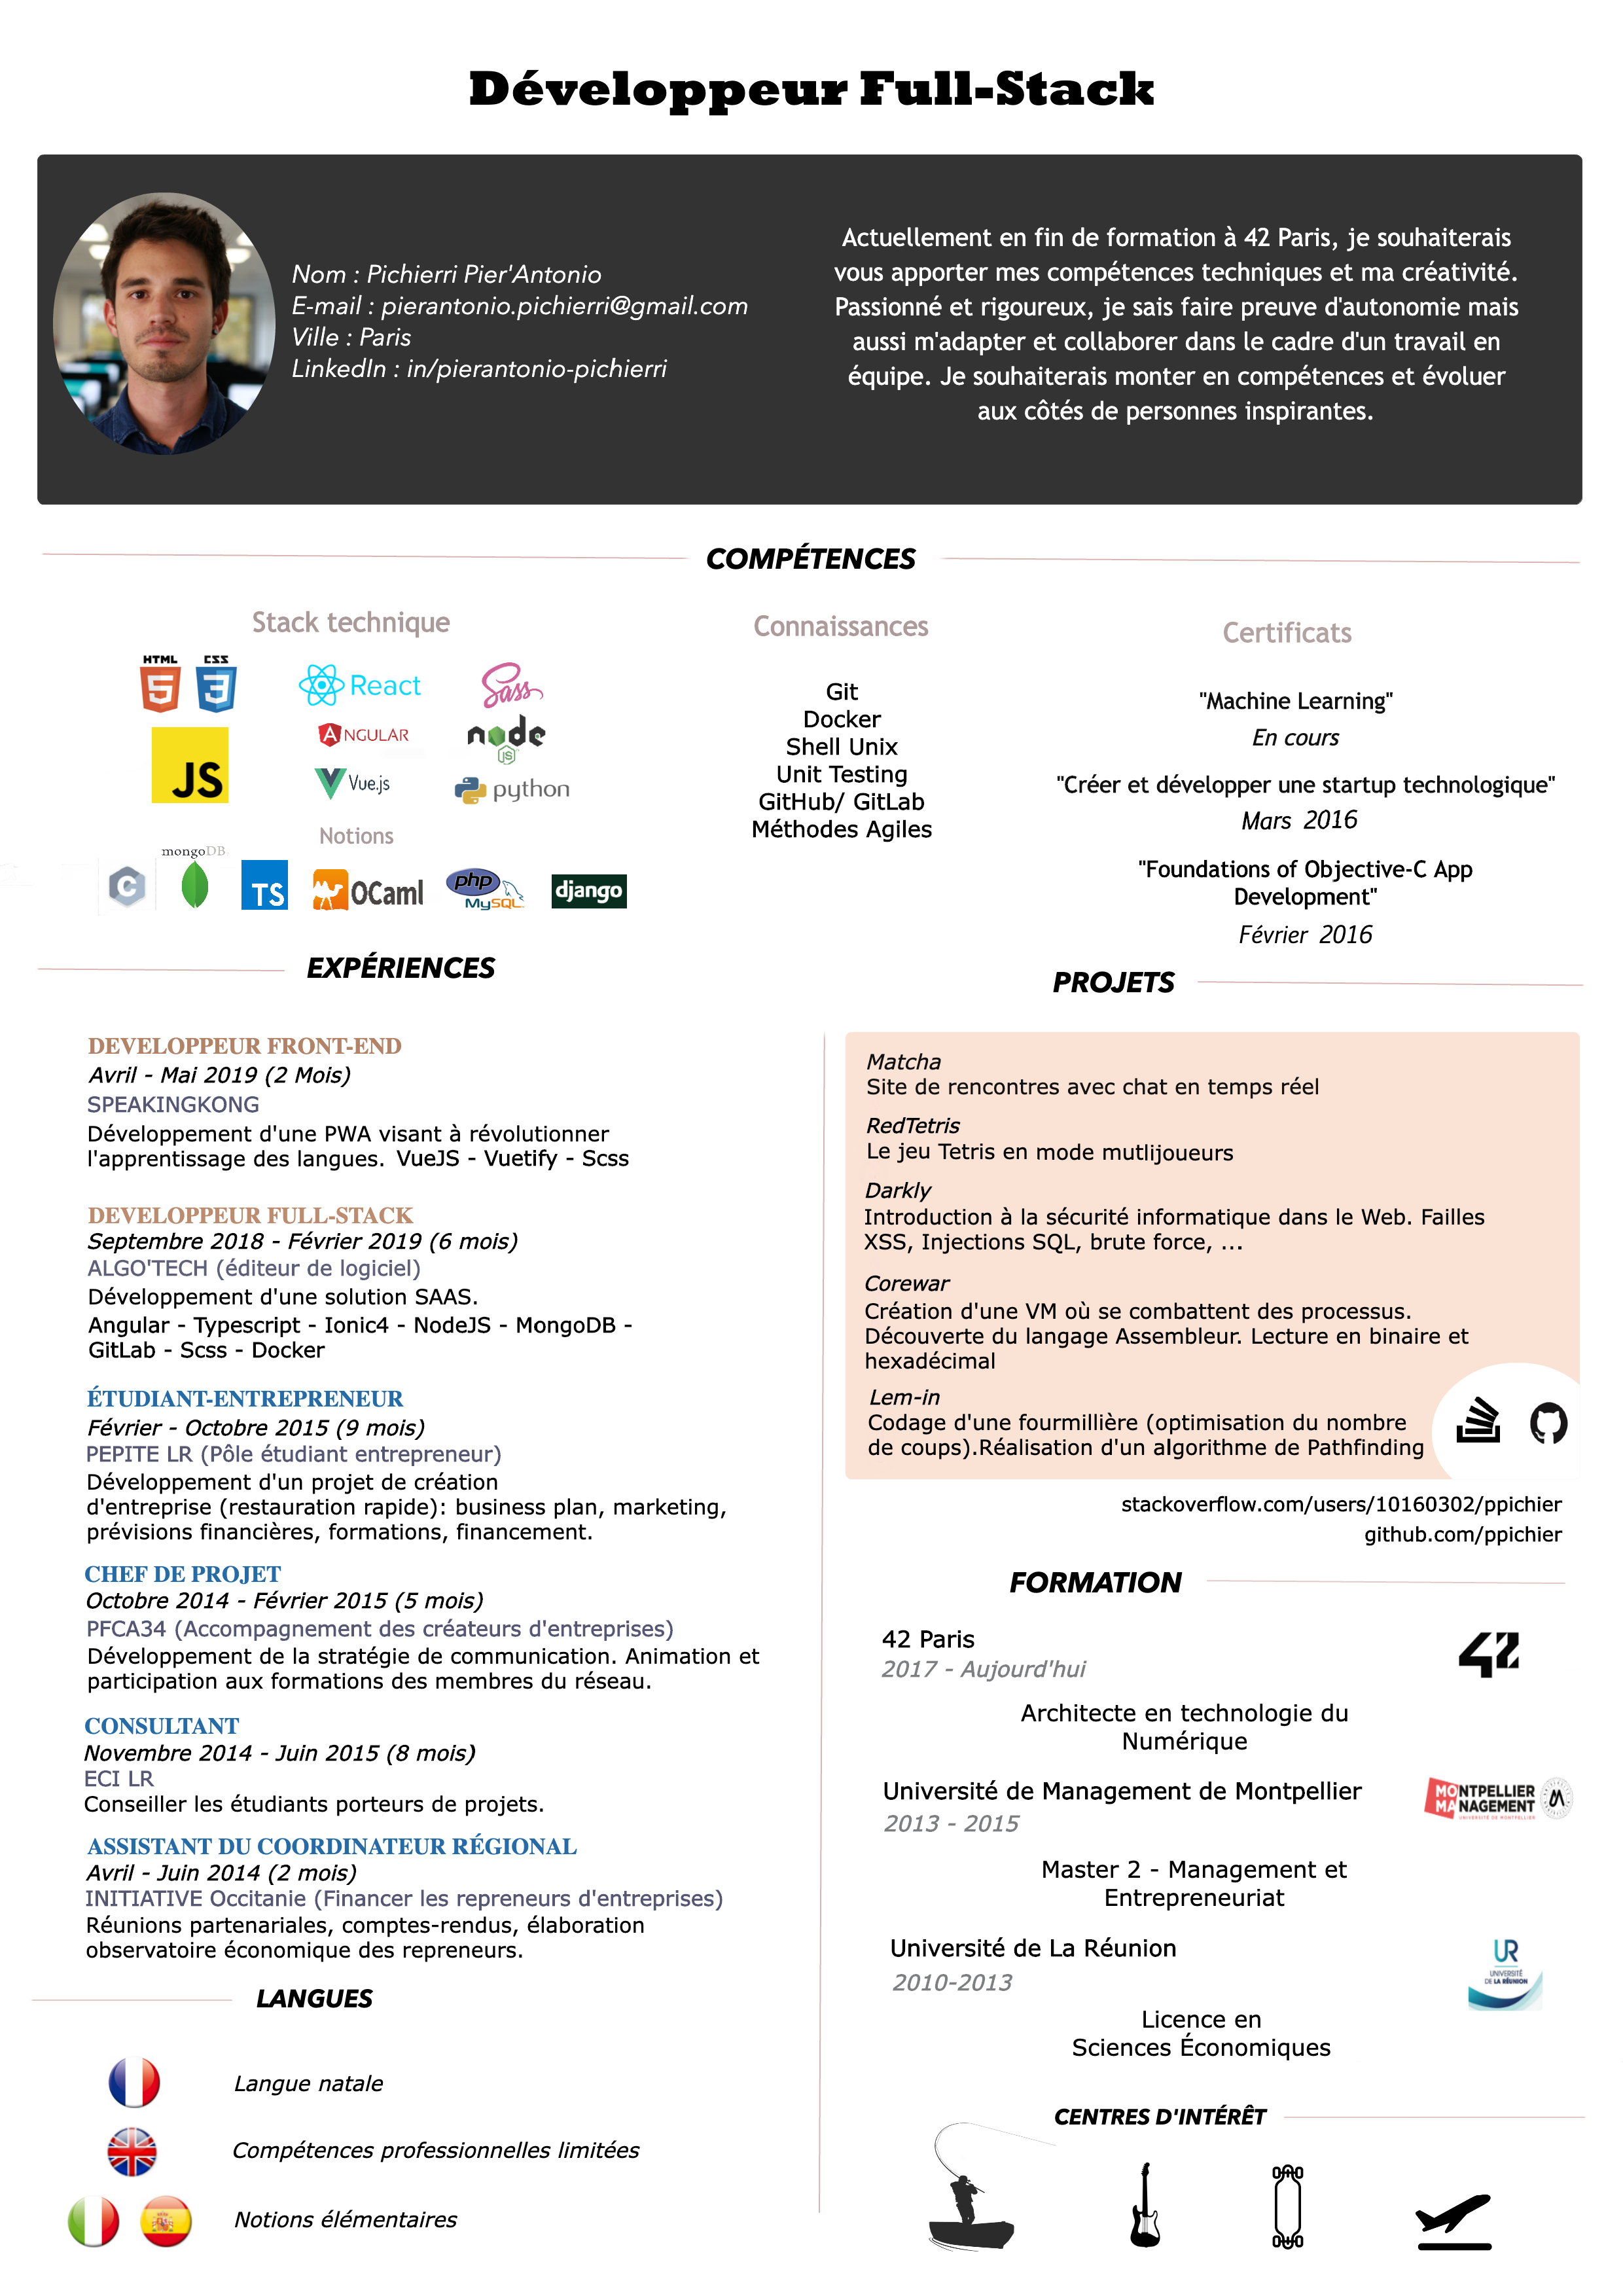 Développeur Full-Stack
Nom : Pichierri Pier'Antonio
E-mail : pierantonio.pichierri@gmail.com
Ville : Paris
LinkedIn : in/pierantonio-pichierri
Actuellement en fin de formation à 42 Paris, je souhaiterais
vous apporter mes compétences techniques et ma créativité.
Passionné et rigoureux, je sais faire preuve d'autonomie mais
aussi m'adapter et collaborer dans le cadre d'un travail en
équipe. Je souhaiterais monter en compétences et évoluer
aux côtés de personnes inspirantes.
COMPÉTENCES
Stack technique
HTML 5 CSS 3
React
Sass
JS
ANGULAR
node JS
Vue.js
python
Notions
C
mongoDB
TS
OCaml
php MySQL
django
Connaissances
Git
Docker
Shell Unix
Unit Testing
GitHub/ GitLab
Méthodes Agiles
Certificats
"Machine Learning"
En cours
"Créer et développer une startup technologique"
Mars 2016
"Foundations of Objective-C App
Development"
Février 2016
EXPÉRIENCES
DEVELOPPEUR FRONT-END
Avril - Mai 2019 (2 Mois)
SPEAKINGKONG
Développement d'une PWA visant à révolutionner
l'apprentissage des langues. VueJS - Vuetify - Scss
DEVELOPPEUR FULL-STACK
Septembre 2018 - Février 2019 (6 mois)
ALGO'TECH (éditeur de logiciel)
Développement d'une solution SAAS.
Angular - Typescript - Ionic4 - NodeJS - MongoDB -
GitLab - Scss - Docker
ÉTUDIANT-ENTREPRENEUR
Février - Octobre 2015 (9 mois)
PEPITE LR (Pôle étudiant entrepreneur)
Développement d'un projet de création
d'entreprise (restauration rapide): business plan, marketing,
prévisions financières, formations, financement.
CHEF DE PROJET
Octobre 2014 - Février 2015 (5 mois)
PFCA34 (Accompagnement des créateurs d'entreprises)
Développement de la stratégie de communication. Animation et
participation aux formations des membres du réseau.
CONSULTANT
Novembre 2014 - Juin 2015 (8 mois)
ECI LR
Conseiller les étudiants porteurs de projets.
ASSISTANT DU COORDINATEUR RÉGIONAL
Avril - Juin 2014 (2 mois)
INITIATIVE Occitanie (Financer les repreneurs d'entreprises)
Réunions partenariales, comptes-rendus, élaboration
observatoire économique des repreneurs.
LANGUES
Langue natale
Compétences professionnelles limitées
Notions élémentaires
PROJETS
Matcha
Site de rencontres avec chat en temps réel
RedTetris
Le jeu Tetris en mode mutlijoueurs
Darkly
Introduction à la sécurité informatique dans le Web. Failles
XSS, Injections SQL, brute force, ...
Corewar
Création d'une VM où se combattent des processus.
Découverte du langage Assembleur. Lecture en binaire et
hexadécimal
Lem-in
Codage d'une fourmillière (optimisation du nombre
de coups).Réalisation d'un algorithme de Pathfinding
stackoverflow.com/users/10160302/ppichier
github.com/ppichier
FORMATION
42 Paris
2017 - Aujourd'hui
42
Architecte en technologie du
Numérique
Université de Management de Montpellier
2013 - 2015
MONTPELLIER
MANAGEMENT
UNIVERSITÉ DE MONTPELLIER
M
Master 2 - Management et
Entrepreneuriat
Université de La Réunion
2010-2013
UR
UNIVERSITÉ
DE LA RÉUNION
Licence en
Sciences Économiques
CENTRES D'INTÉRÊT